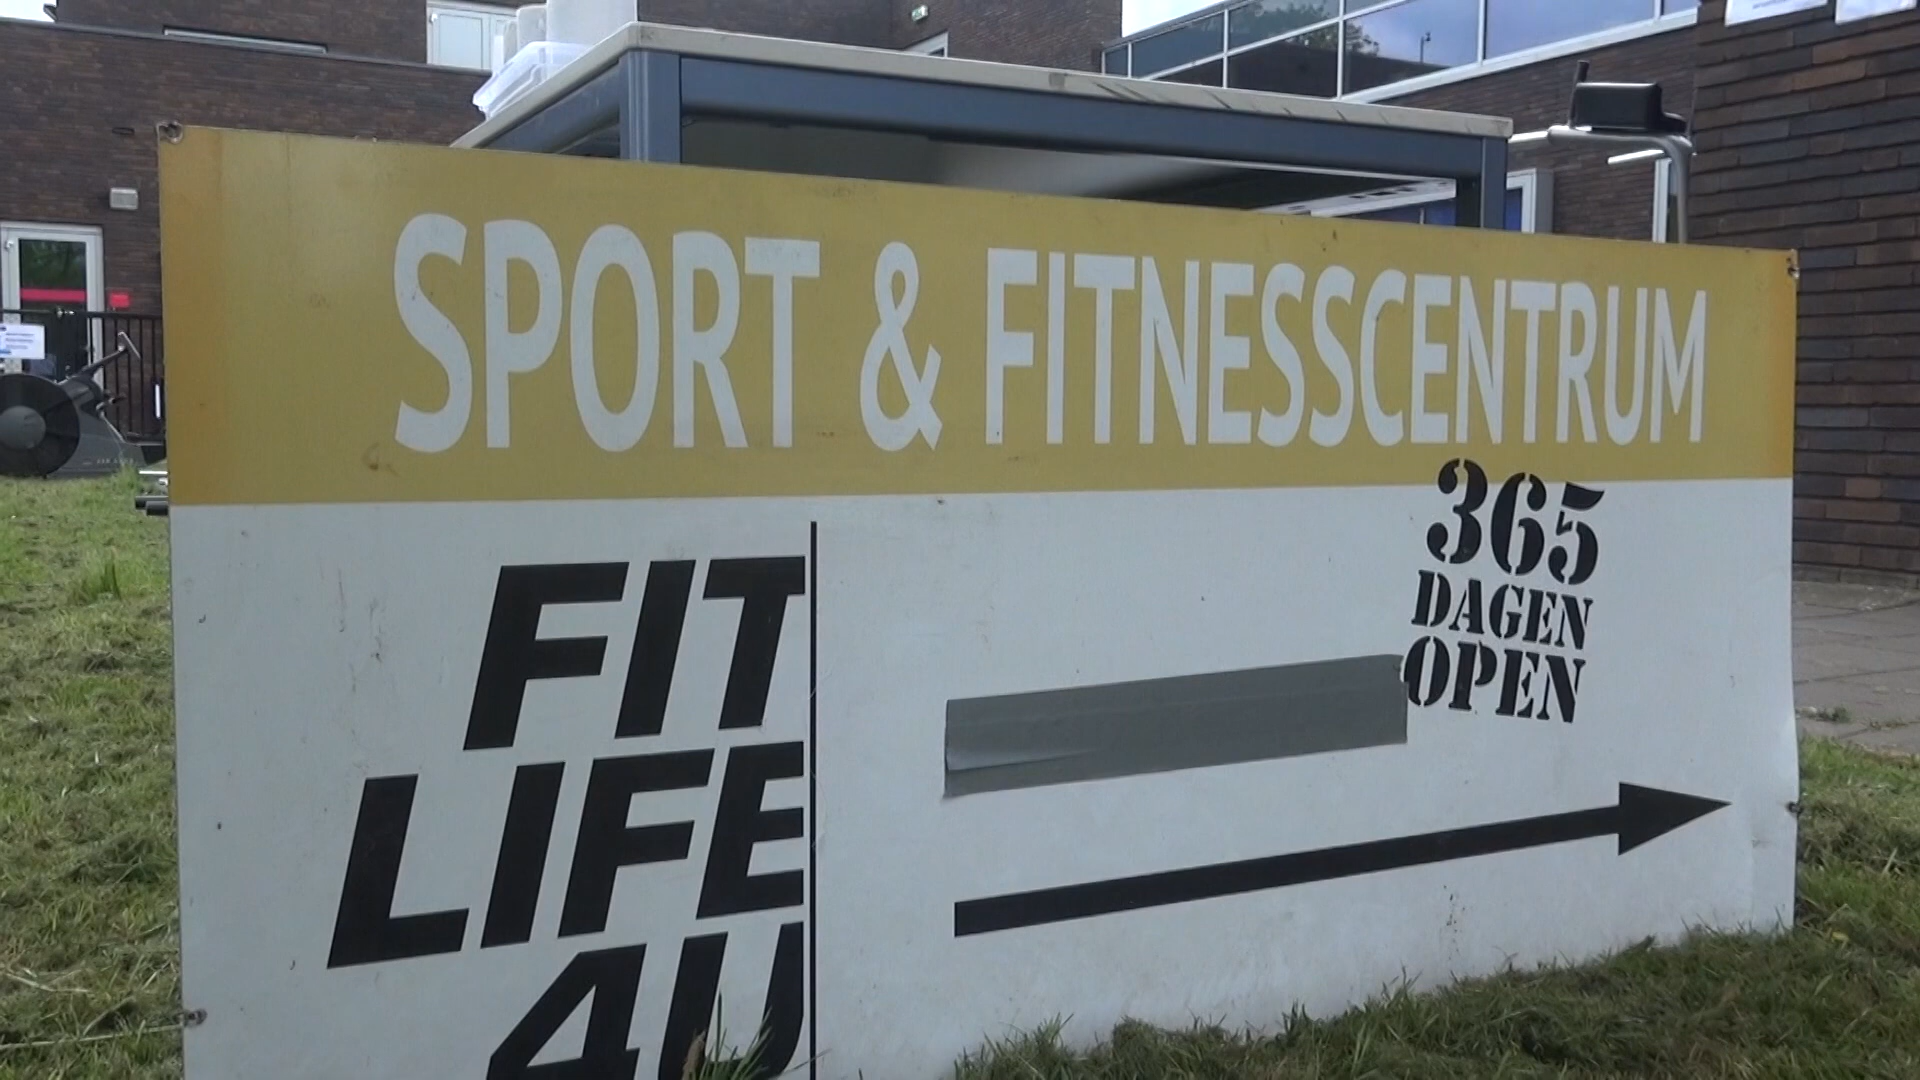 SPORT & FITNESSCENTRUM
365
DAGEN
OPEN
FIT
LIFE
4U